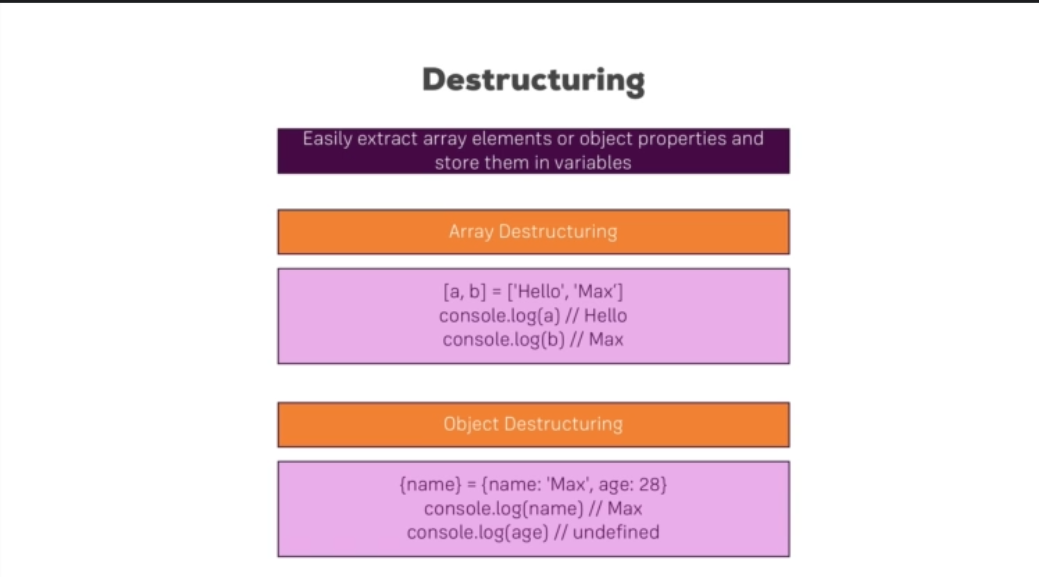 Destructuring
Easily extract array elements or object properties and
store them in variables
Array Destructuring
[a, b] = ['Hello', 'Max']
console.log(a) // Hello
console.log(b) // Max
Object Destructuring
{name} = {name: 'Max', age: 28}
console.log(name) // Max
console.log(age) // undefined